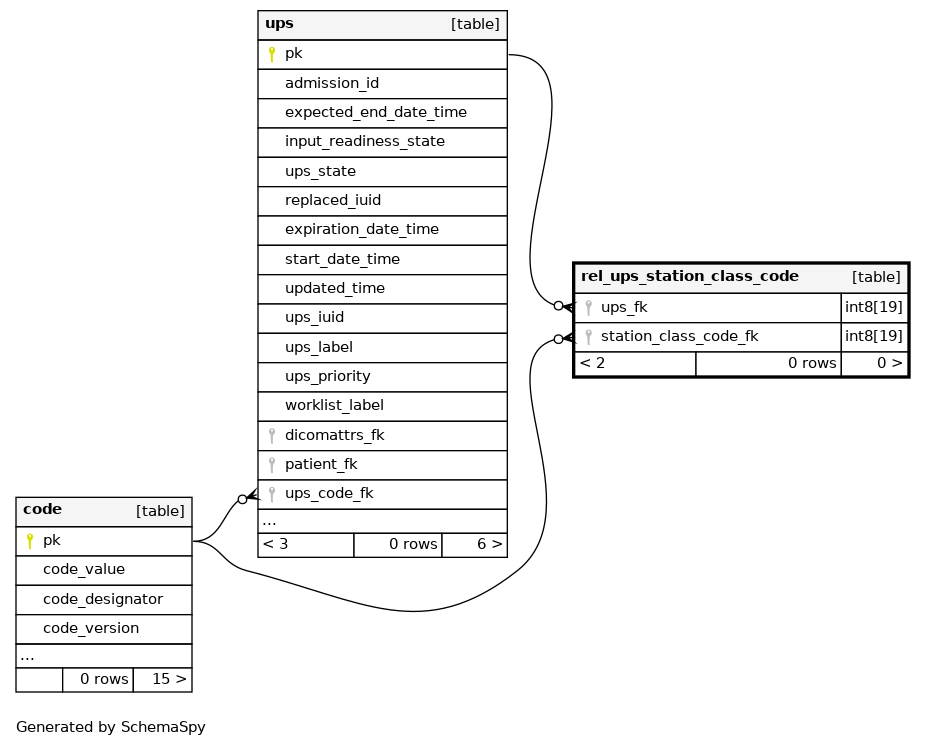 ups [table]
pk
admission_id
expected_end_date_time
input_readiness_state
ups_state
replaced_iuid
expiration_date_time
start_date_time
updated_time
ups_iuid
ups_label
ups_priority
worklist_label
dicomattrs_fk
patient_fk
ups_code_fk
...
< 3 0 rows 6 >
rel_ups_station_class_code [table]
ups_fk int8[19]
station_class_code_fk int8[19]
< 2 0 rows 0 >
code [table]
pk
code_value
code_designator
code_version
...
0 rows 15 >
Generated by SchemaSpy